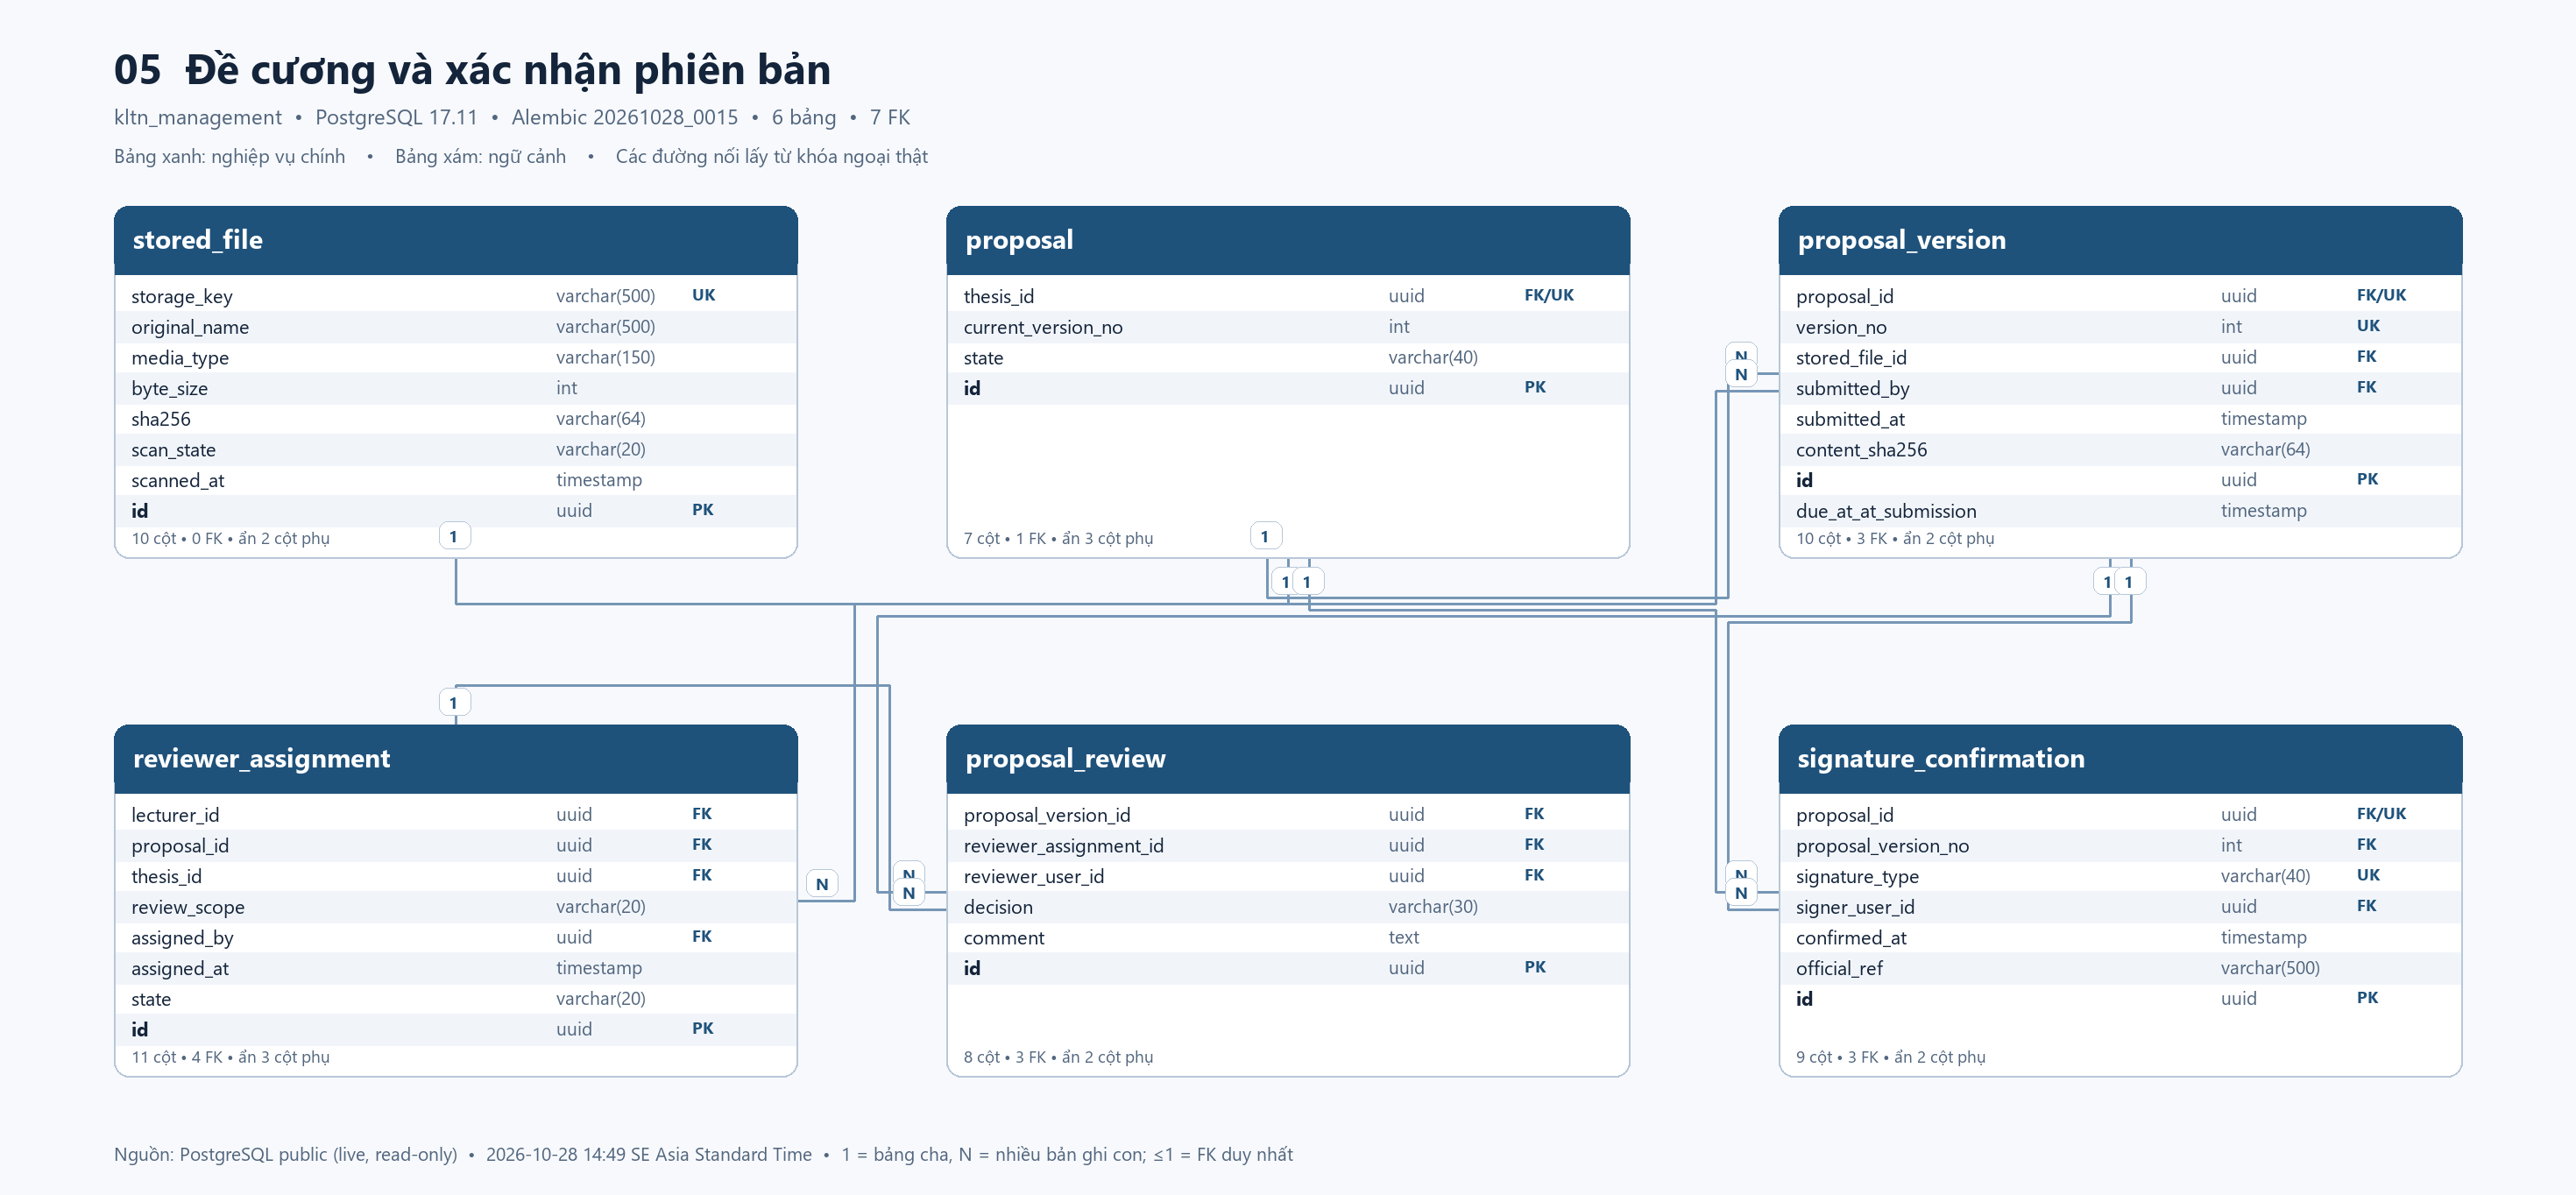 05 Đề cương và xác nhận phiên bản
kltn_management • PostgreSQL 17.11 • Alembic 20261028_0015 • 6 bảng • 7 FK
Bảng xanh: nghiệp vụ chính • Bảng xám: ngữ cảnh • Các đường nối lấy từ khóa ngoại thật
stored_file
storage_key varchar(500) UK
original_name varchar(500)
media_type varchar(150)
byte_size int
sha256 varchar(64)
scan_state varchar(20)
scanned_at timestamp
id uuid PK
10 cột • 0 FK • ẩn 2 cột phụ
1
proposal
thesis_id uuid FK/UK
current_version_no int
state varchar(40)
id uuid PK
7 cột • 1 FK • ẩn 3 cột phụ
1
1
1
proposal_version
proposal_id uuid FK/UK
version_no int UK
stored_file_id uuid FK
submitted_by uuid FK
submitted_at timestamp
content_sha256 varchar(64)
id uuid PK
due_at_at_submission timestamp
10 cột • 3 FK • ẩn 2 cột phụ
N
N
1
1
1
reviewer_assignment
lecturer_id uuid FK
proposal_id uuid FK
thesis_id uuid FK
review_scope varchar(20)
assigned_by uuid FK
assigned_at timestamp
state varchar(20)
id uuid PK
11 cột • 4 FK • ẩn 3 cột phụ
N
proposal_review
proposal_version_id uuid FK
reviewer_assignment_id uuid FK
reviewer_user_id uuid FK
decision varchar(30)
comment text
id uuid PK
8 cột • 3 FK • ẩn 2 cột phụ
N
N
signature_confirmation
proposal_id uuid FK/UK
proposal_version_no int FK
signature_type varchar(40) UK
signer_user_id uuid FK
confirmed_at timestamp
official_ref varchar(500)
id uuid PK
9 cột • 3 FK • ẩn 2 cột phụ
N
N
Nguồn: PostgreSQL public (live, read-only) • 2026-10-28 14:49 SE Asia Standard Time • 1 = bảng cha, N = nhiều bản ghi con; ≤1 = FK duy nhất